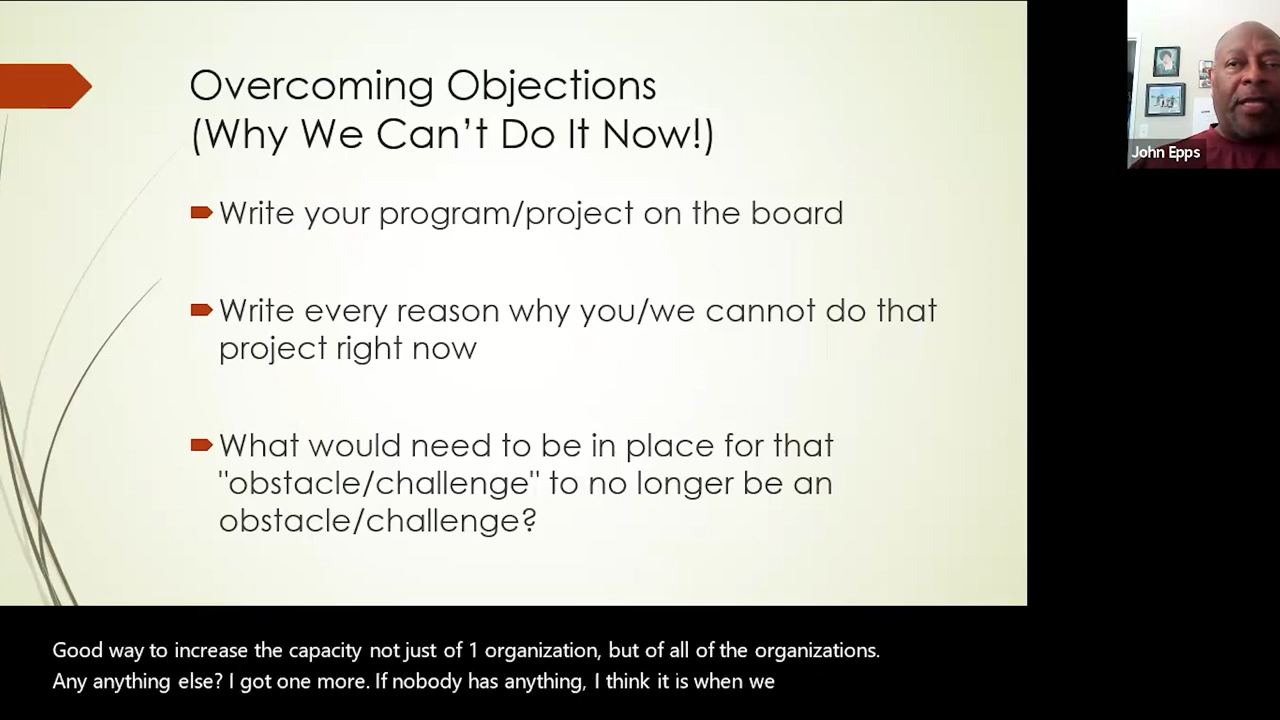 Overcoming Objections
(Why We Can’t Do It Now!)
Write your program/project on the board
Write every reason why you/we cannot do that
project right now
What would need to be in place for that
"obstacle/challenge" to no longer be an
obstacle/challenge?
John Epps
Good way to increase the capacity not just of 1 organization, but of all of the organizations.
Any anything else? I got one more. If nobody has anything, I think it is when we